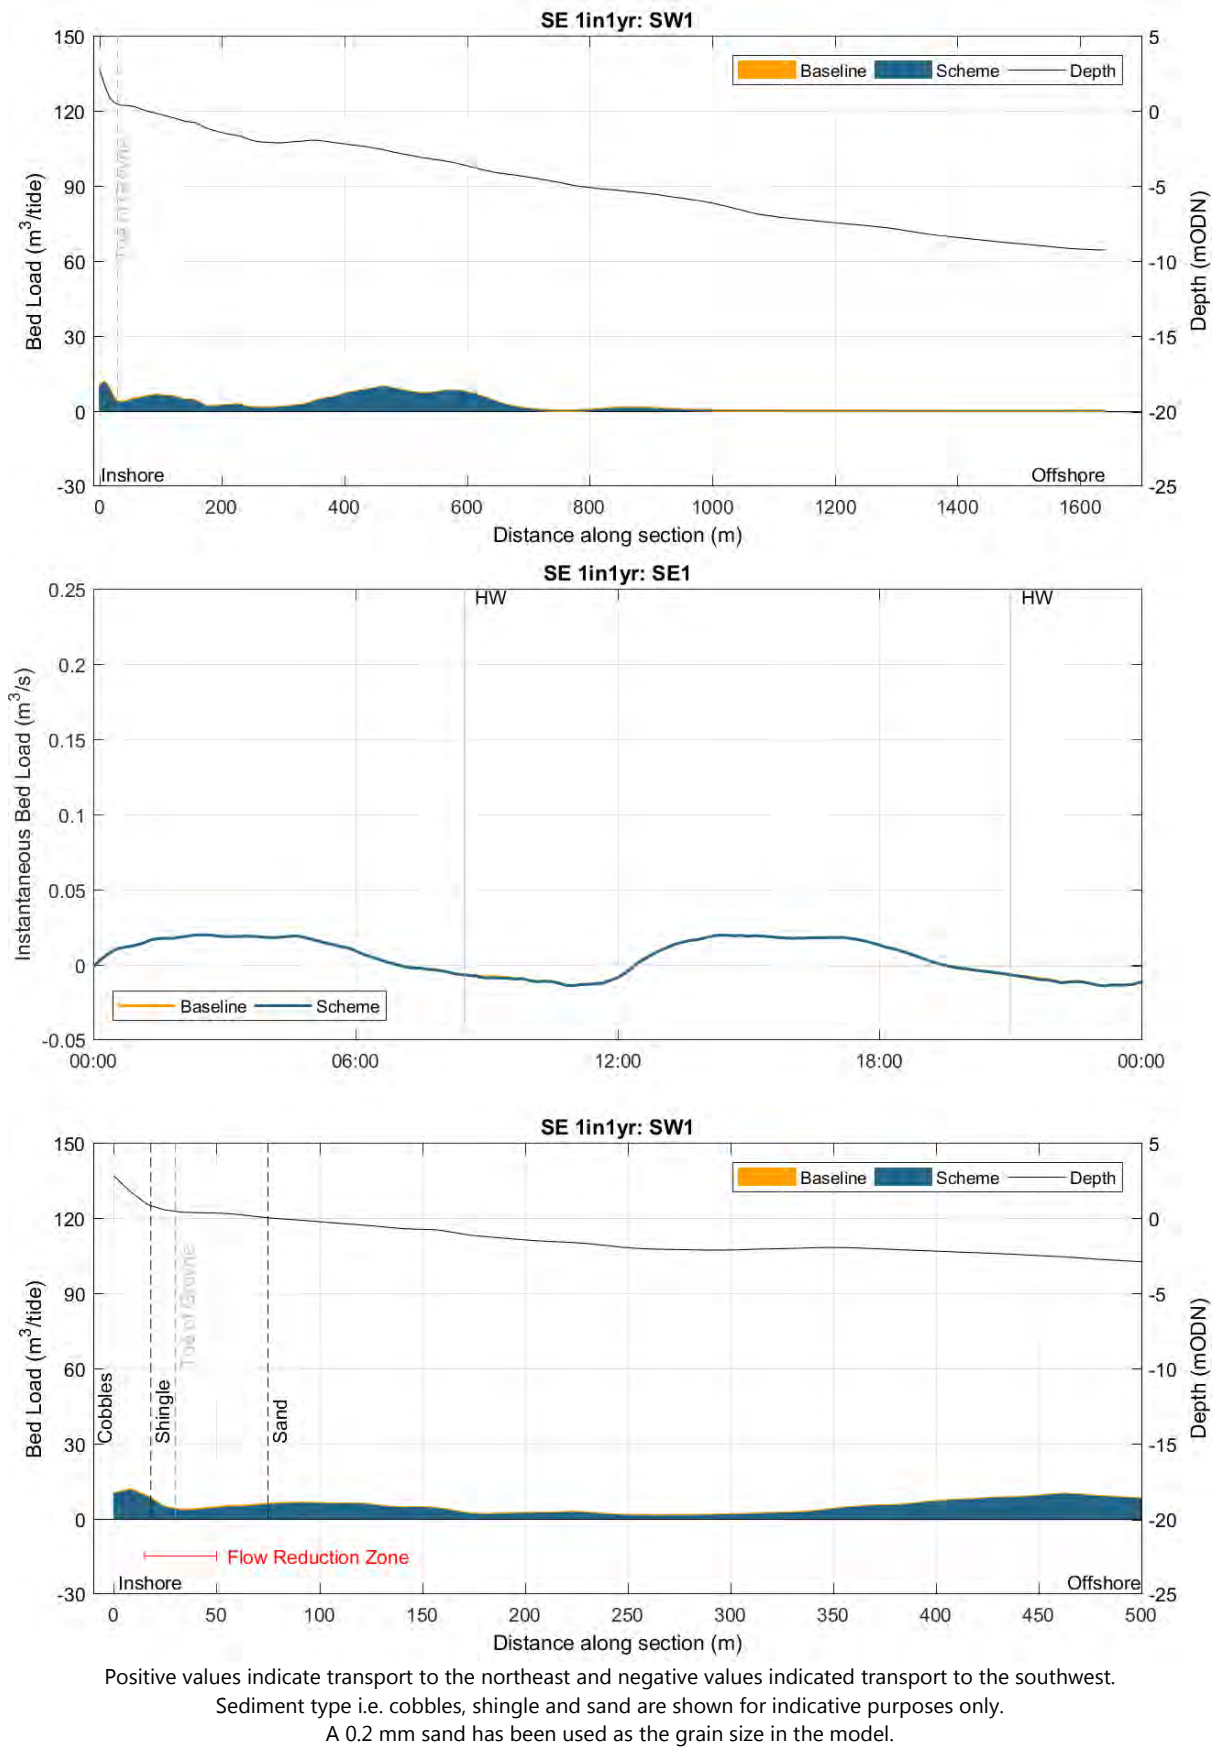 SE 1in1yr: SW1
150
120
90
60
30
0
-30
Bed Load (m³/tide)
Baseline
Scheme
Depth
Toe of Groyne
5
0
-5
-10
-15
-20
-25
Depth (mODN)
Inshore
Offshore
0 200 400 600 800 1000 1200 1400 1600
Distance along section (m)
SE 1in1yr: SE1
0.25
0.2
0.15
0.1
0.05
0
-0.05
Instantaneous Bed Load (m³/s)
HW
HW
Baseline
Scheme
00:00 06:00 12:00 18:00 00:00
SE 1in1yr: SW1
150
120
90
60
30
0
-30
Bed Load (m³/tide)
Baseline
Scheme
Depth
Cobbles
Shingle
Toe of Groyne
Sand
Flow Reduction Zone
5
0
-5
-10
-15
-20
-25
Depth (mODN)
Inshore
Offshore
0 50 100 150 200 250 300 350 400 450 500
Distance along section (m)
Positive values indicate transport to the northeast and negative values indicated transport to the southwest.
Sediment type i.e. cobbles, shingle and sand are shown for indicative purposes only.
A 0.2 mm sand has been used as the grain size in the model.